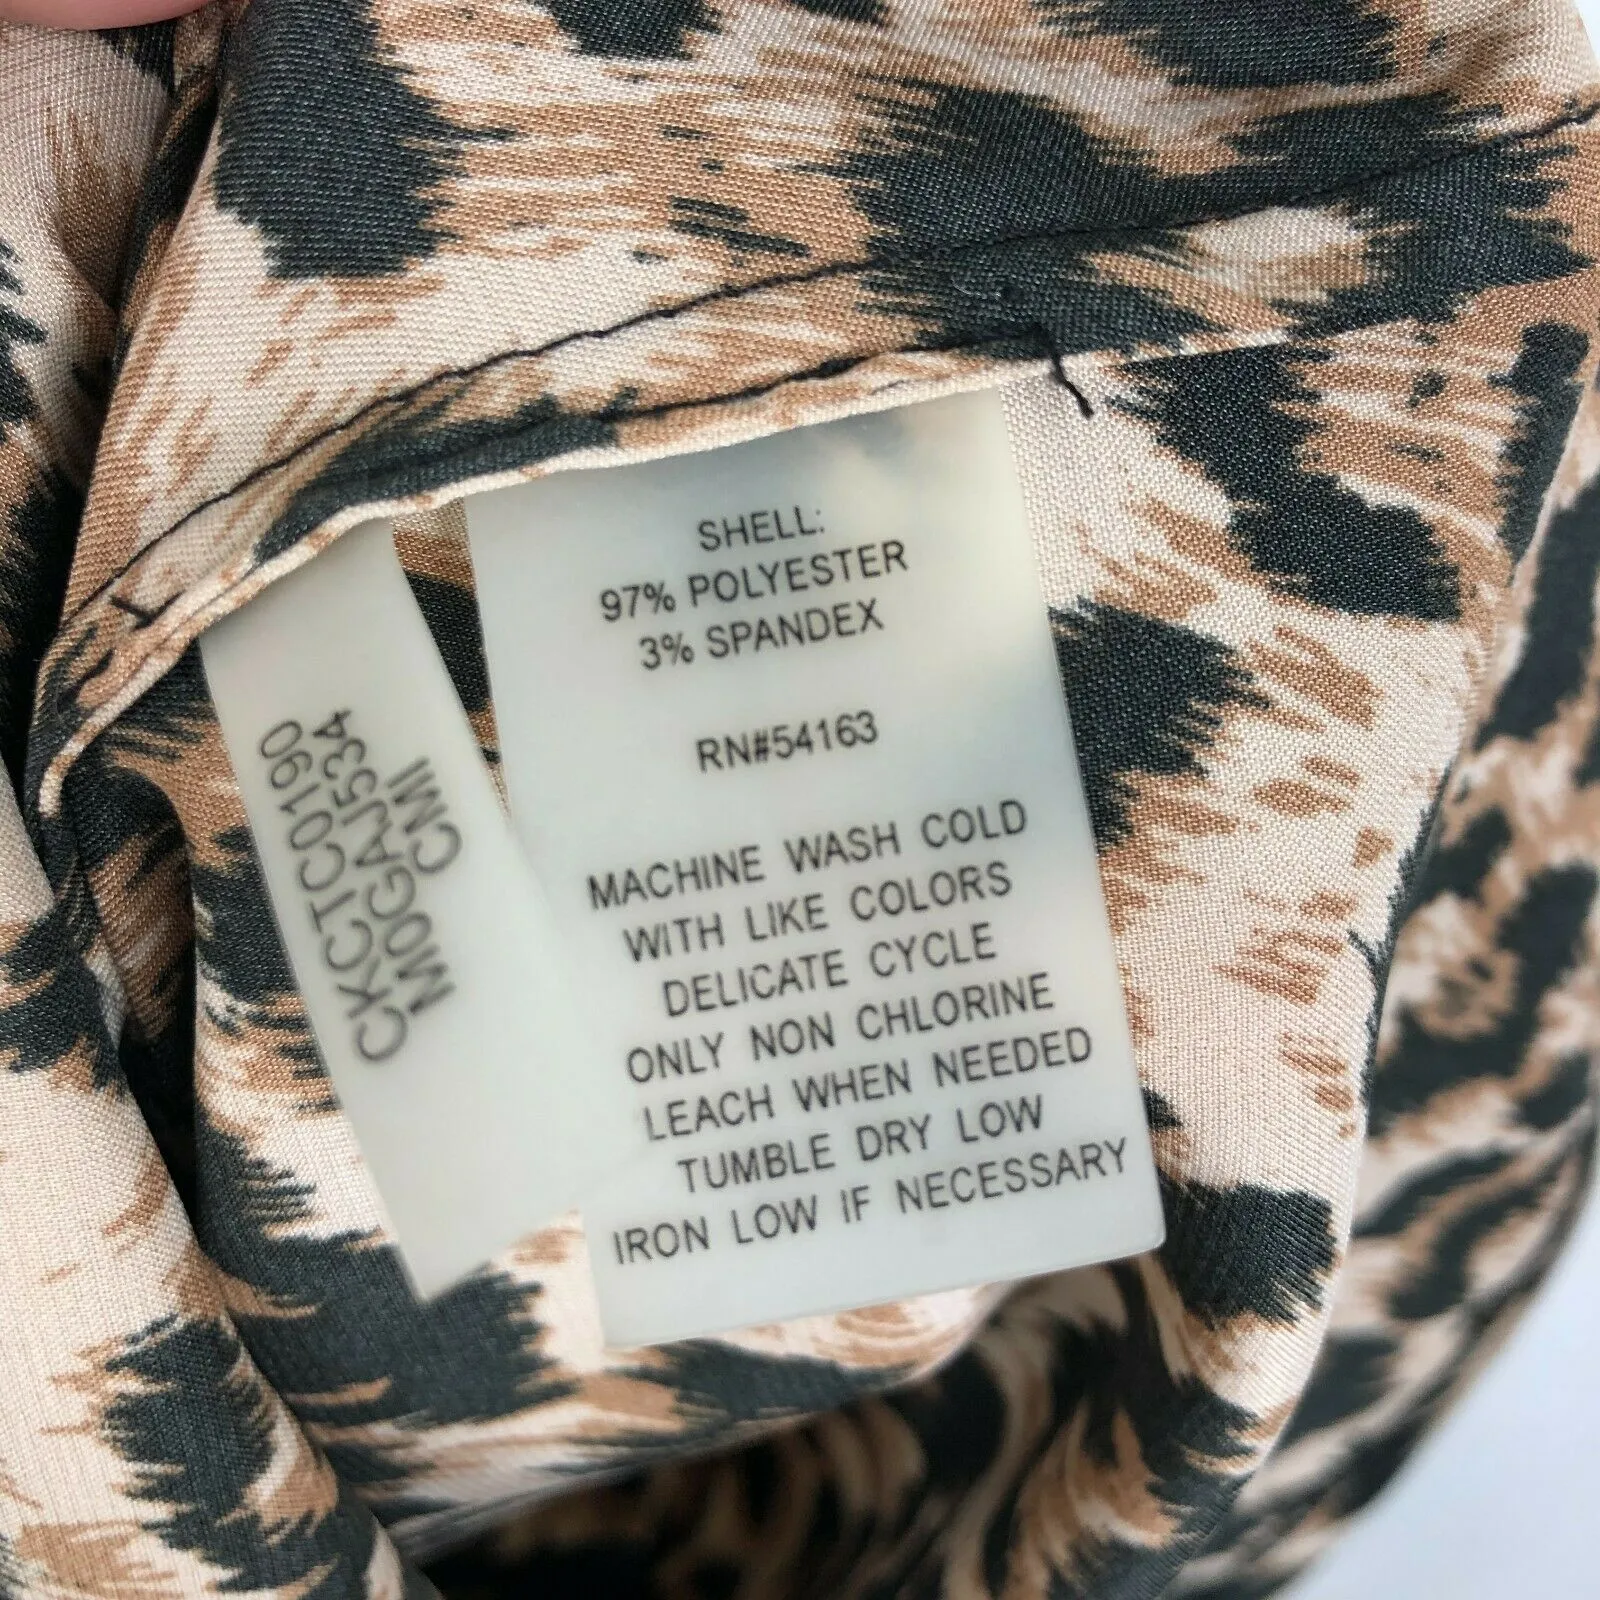 SHELL:
97% POLYESTER
3% SPANDEX
RN#54163
MACHINE WASH COLD
WITH LIKE COLORS
DELICATE CYCLE
ONLY NON CHLORINE
LEACH WHEN NEEDED
TUMBLE DRY LOW
IRON LOW IF NECESSARY
CKCTC0190
M0GAJ534
CMI